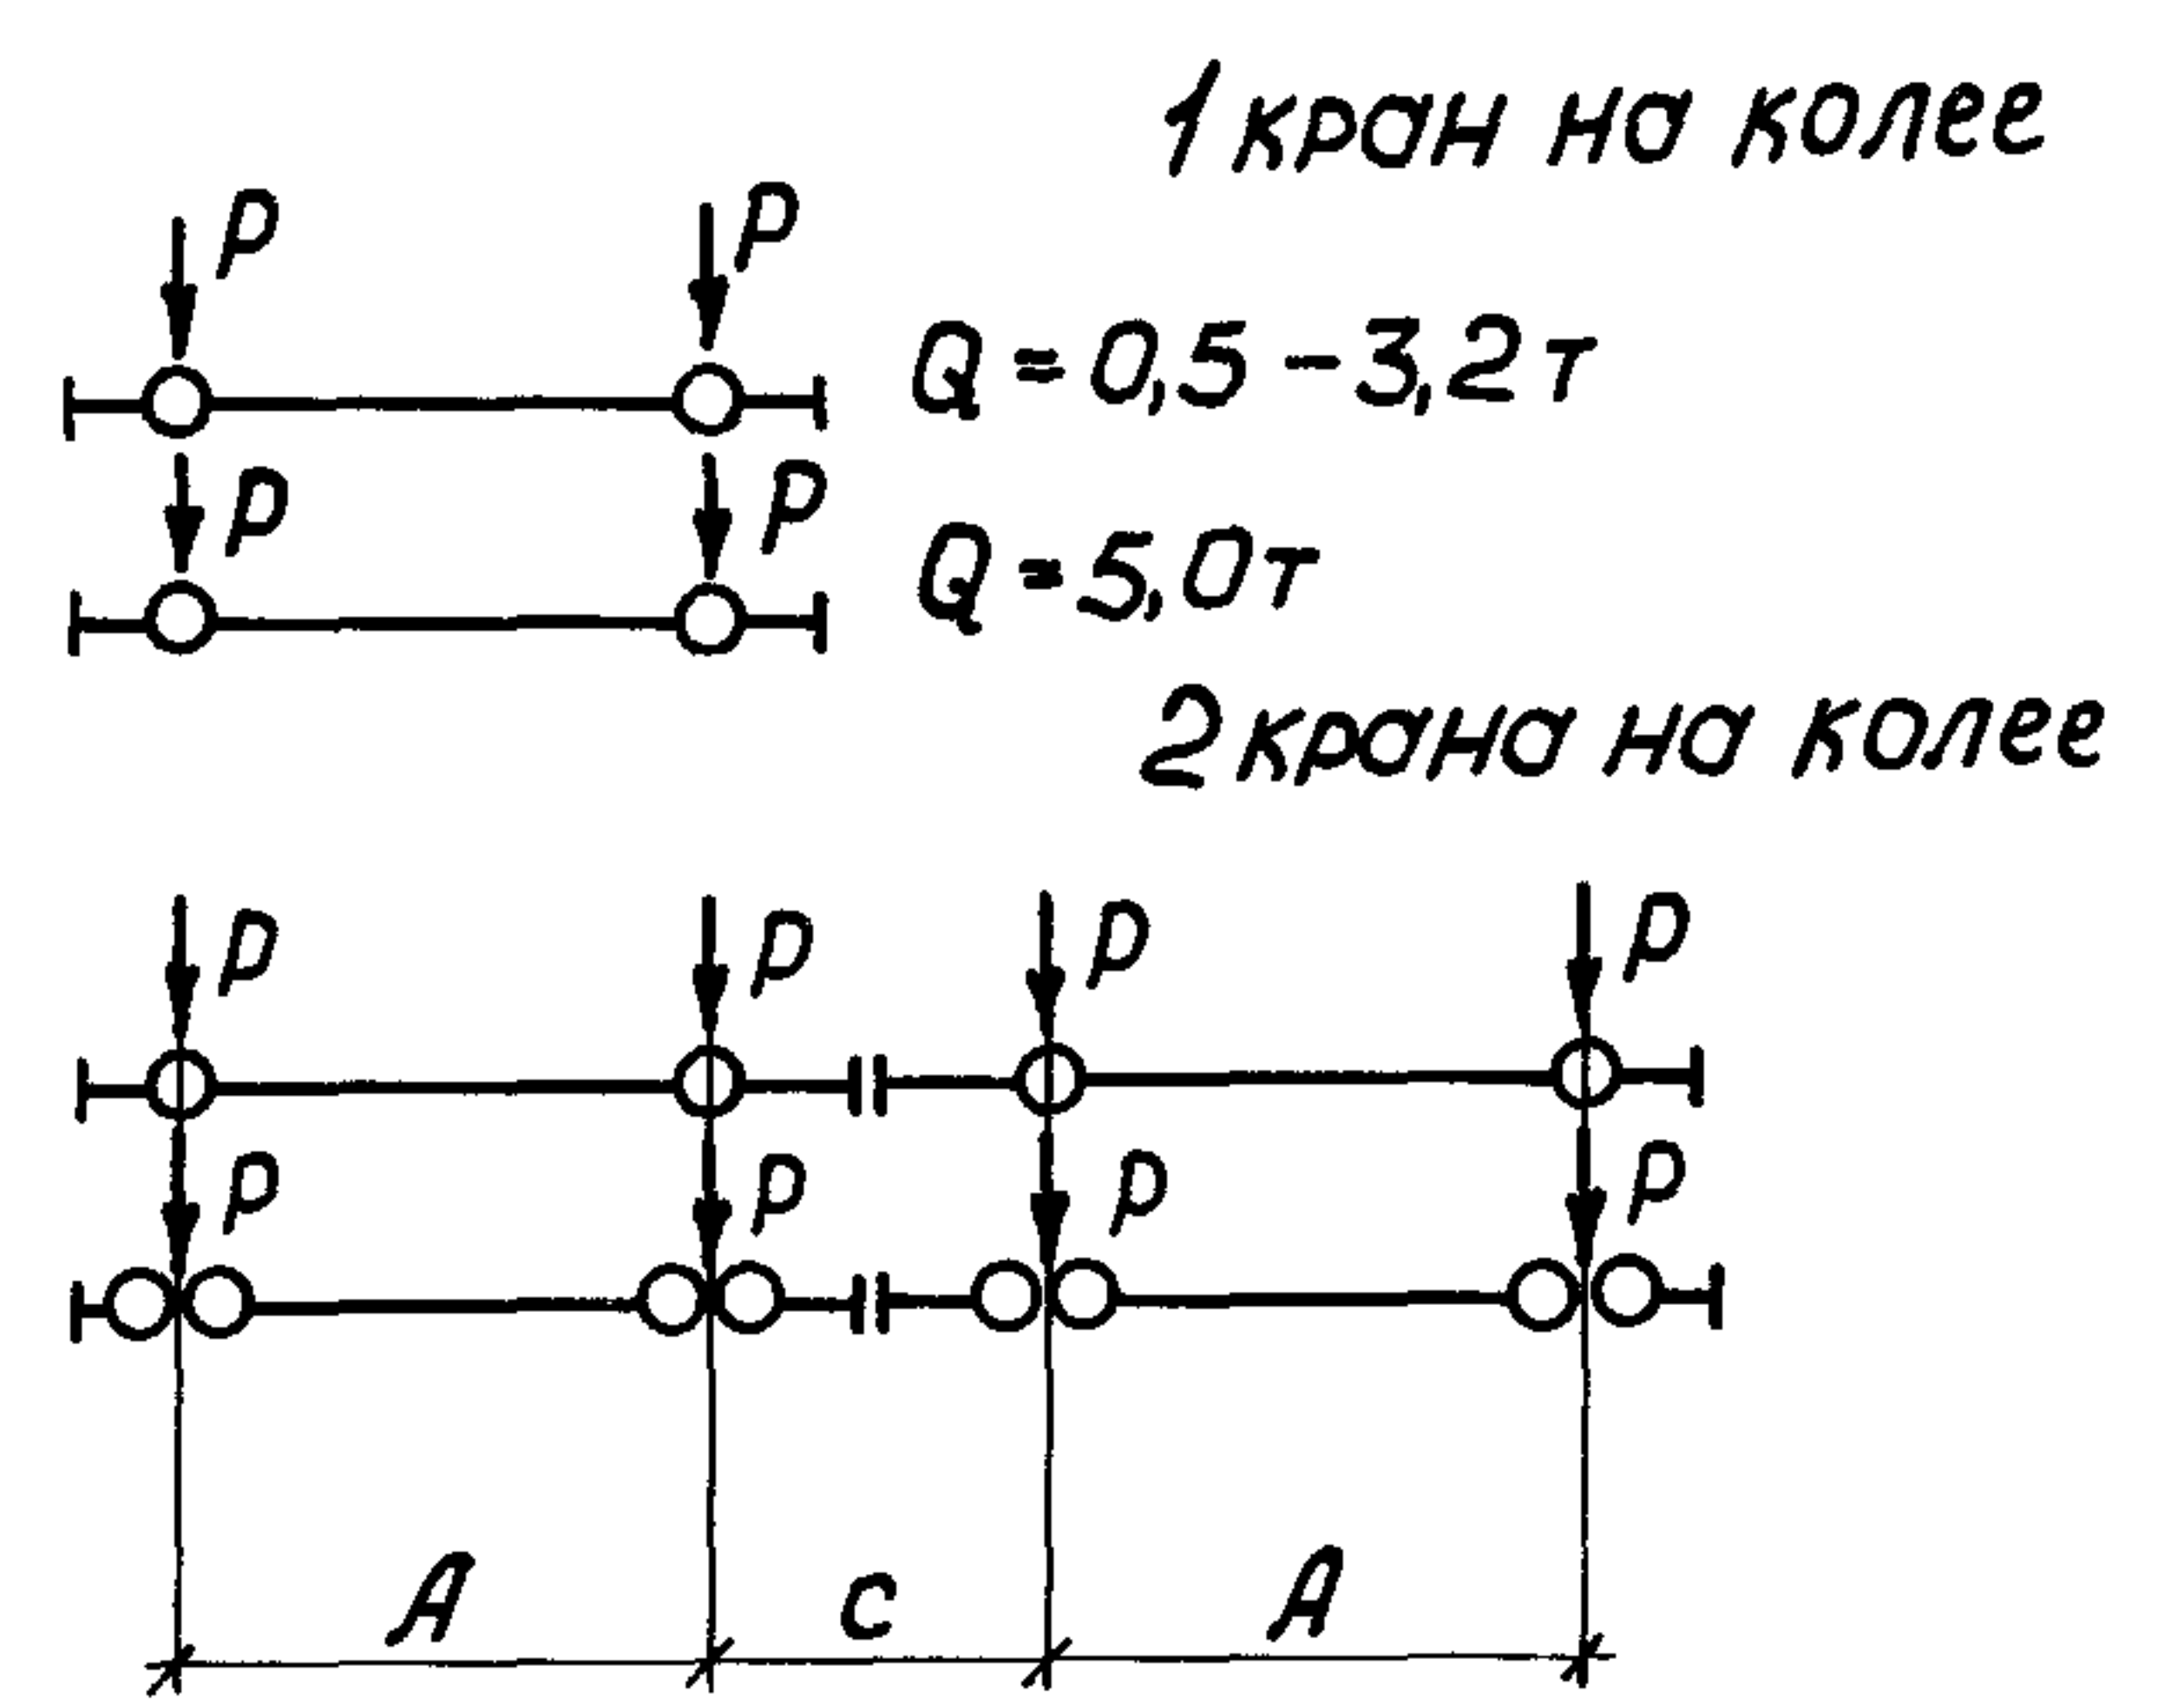 1 кран на колее
P P
Q = 0,5 - 3,2 т
P P
Q = 5,0 т
2 крана на колее
P P P P
P P P P
A c A